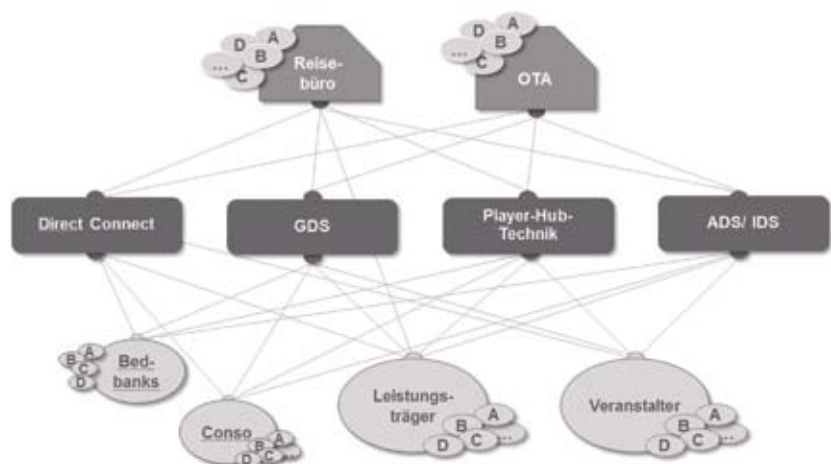 A
D
B
...
C
Reise-
büro
A
D
B
...
C
OTA
Direct Connect
GDS
Player-Hub-
Technik
ADS/ IDS
A
B
C
D
Bed-
banks
Conso
A
B
C
D
...
Leistungs-
träger
A
B
C
D
...
Veranstalter
A
B
C
D
...